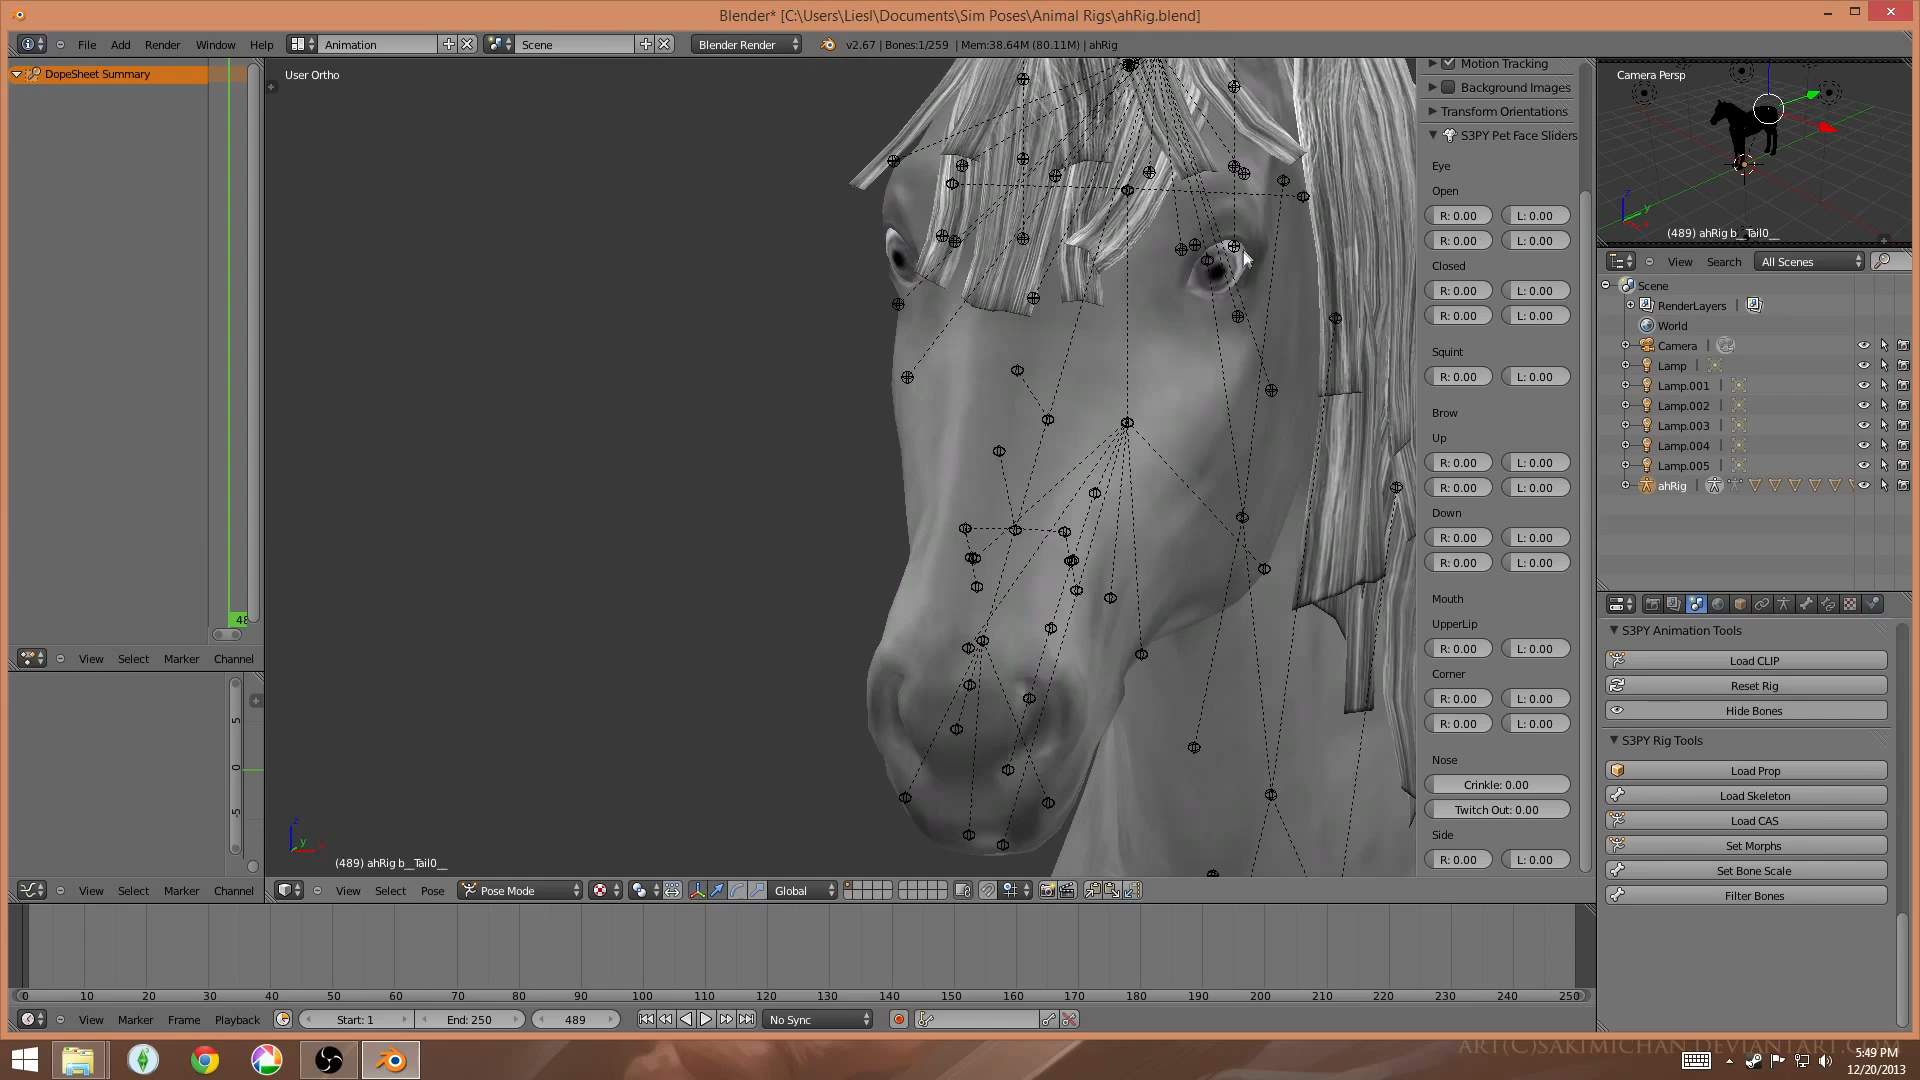 Blender* [C:\Users\Liesl\Documents\Sim Poses\Animal Rigs\ahRig.blend]
File Add Render Window Help Animation Scene Blender Render v2.67 | Bones:1/259 | Mem:38.64M (80.11M) | ahRig
DopeSheet Summary
48
View Select Marker Channel
5
0
-5
View Select Marker Channel
User Ortho
z
y
x
(489) ahRig b__Tail0__
View Select Pose Pose Mode Global
Motion Tracking
Background Images
Transform Orientations
S3PY Pet Face Sliders
Eye
Open
R: 0.00 L: 0.00
R: 0.00 L: 0.00
Closed
R: 0.00 L: 0.00
R: 0.00 L: 0.00
Squint
R: 0.00 L: 0.00
Brow
Up
R: 0.00 L: 0.00
R: 0.00 L: 0.00
Down
R: 0.00 L: 0.00
R: 0.00 L: 0.00
Mouth
UpperLip
R: 0.00 L: 0.00
Corner
R: 0.00 L: 0.00
R: 0.00 L: 0.00
Nose
Crinkle: 0.00
Twitch Out: 0.00
Side
R: 0.00 L: 0.00
Camera Persp
z
y
x
(489) ahRig b__Tail0__
View Search All Scenes
Scene
RenderLayers
World
Camera
Lamp
Lamp.001
Lamp.002
Lamp.003
Lamp.004
Lamp.005
ahRig
S3PY Animation Tools
Load CLIP
Reset Rig
Hide Bones
S3PY Rig Tools
Load Prop
Load Skeleton
Load CAS
Set Morphs
Set Bone Scale
Filter Bones
0 10 20 30 40 50 60 70 80 90 100 110 120 130 140 150 160 170 180 190 200 210 220 230 240 250
View Marker Frame Playback Start: 1 End: 250 489 No Sync
ART(C)SAKIMICHAN.DEVIANTART.COM
5:49 PM
12/20/2013